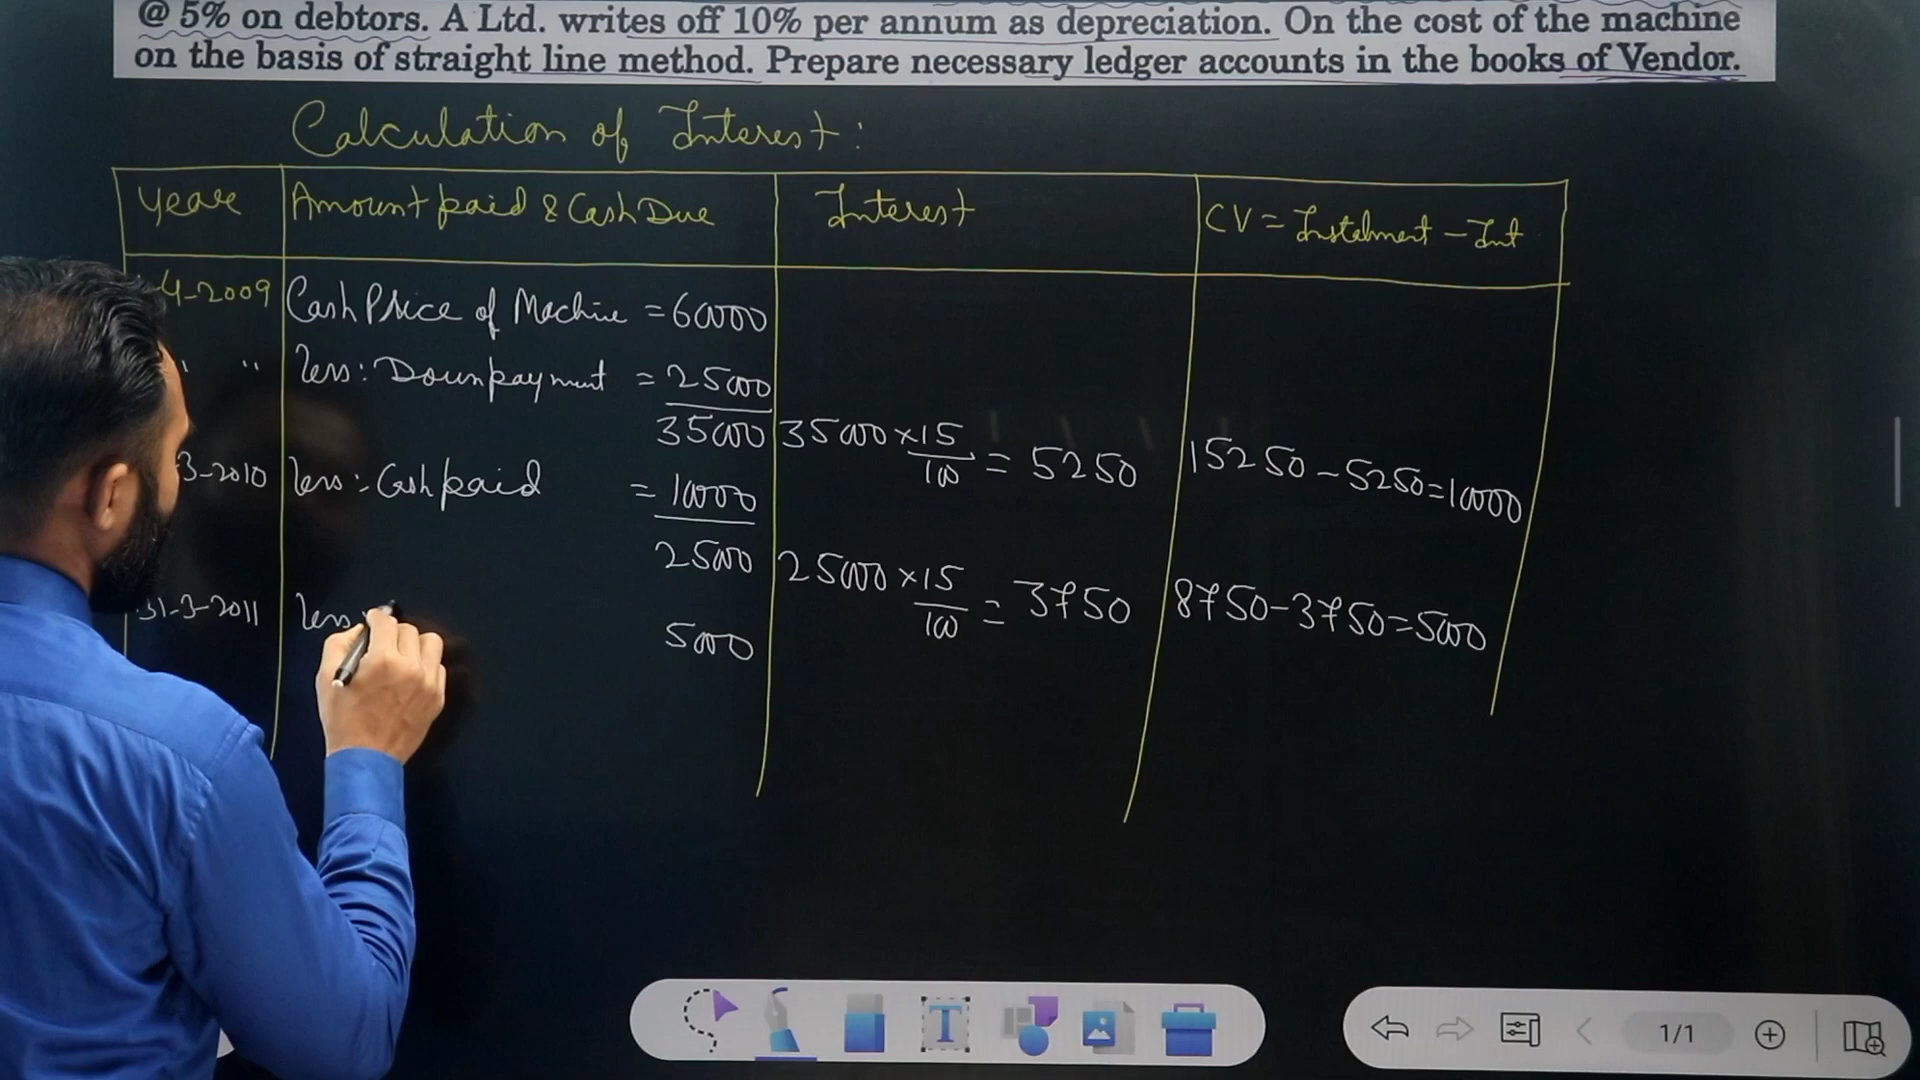 @ 5% on debtors. A Ltd. writes off 10% per annum as depreciation. On the cost of the machine
on the basis of straight line method. Prepare necessary ledger accounts in the books of Vendor.
Calculation of Interest:
Year Amount paid & Cash Due Interest CV = Instalment - Int
4-2009 Cash Price of Machine = 60000
" less: Down payment = 25000
35000 35000 × 15/100 = 5250 15250 - 5250 = 10000
3-2010 less: Cash paid = 10000
25000 25000 × 15/100 = 3750 8750 - 3750 = 5000
31-3-2011 less: 5000
T
1/1